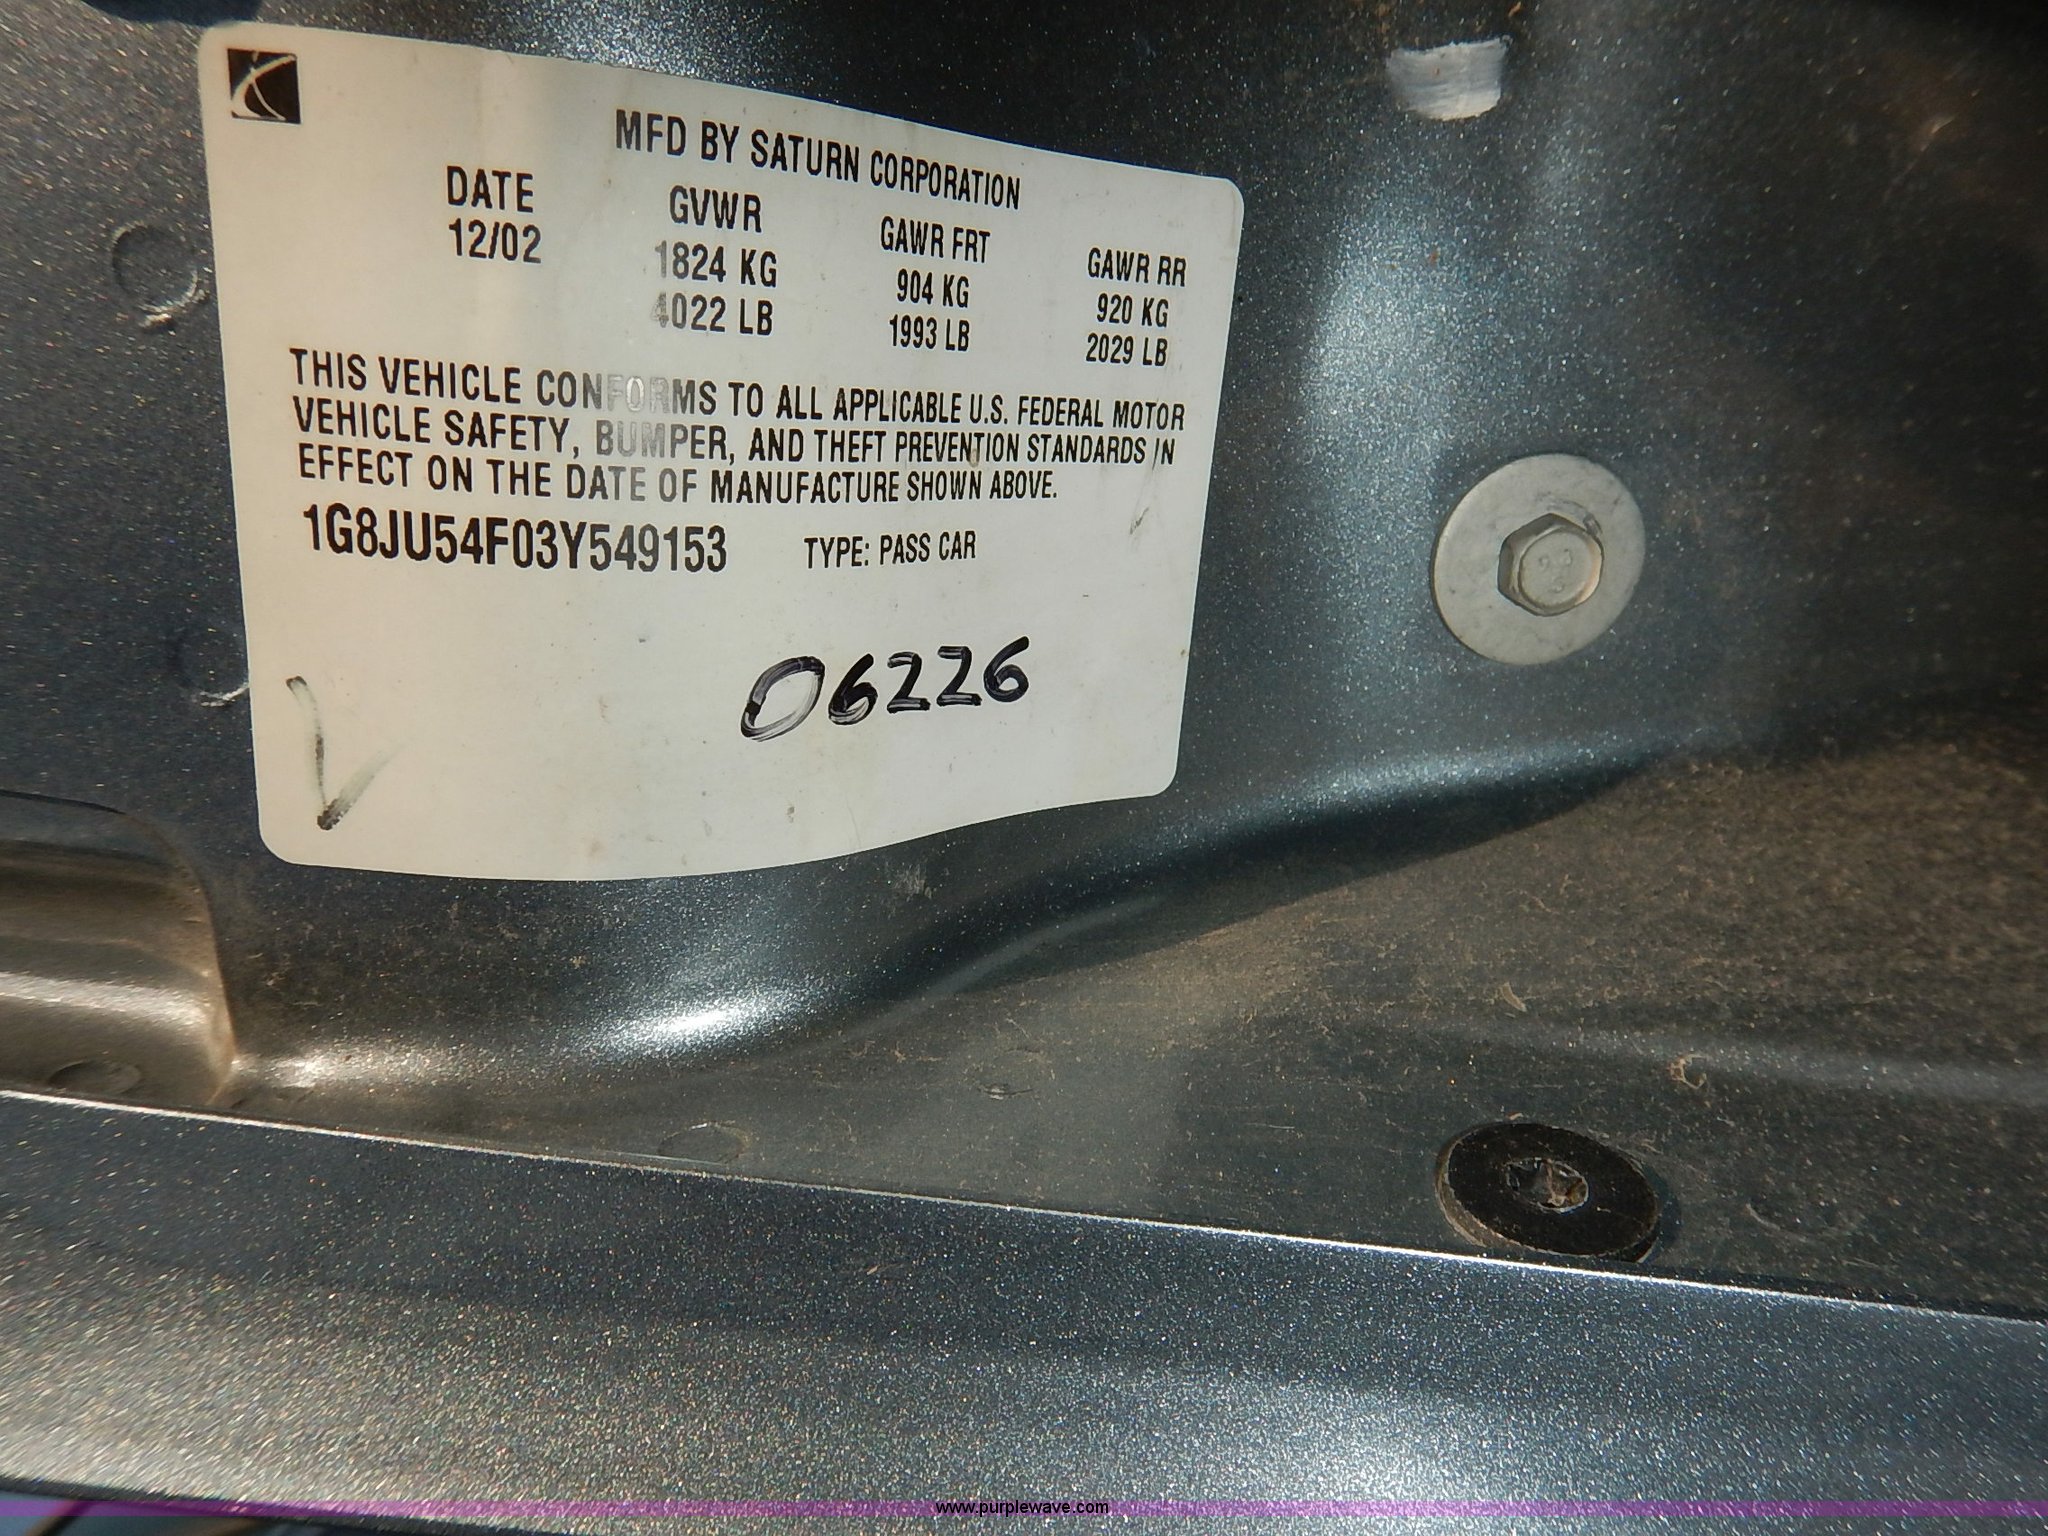 MFD BY SATURN CORPORATION
DATE GVWR GAWR FRT GAWR RR
12/02 1824 KG 904 KG 920 KG
4022 LB 1993 LB 2029 LB
THIS VEHICLE CONFORMS TO ALL APPLICABLE U.S. FEDERAL MOTOR
VEHICLE SAFETY, BUMPER, AND THEFT PREVENTION STANDARDS IN
EFFECT ON THE DATE OF MANUFACTURE SHOWN ABOVE.
1G8JU54F03Y549153 TYPE: PASS CAR
06226
www.purplewave.com